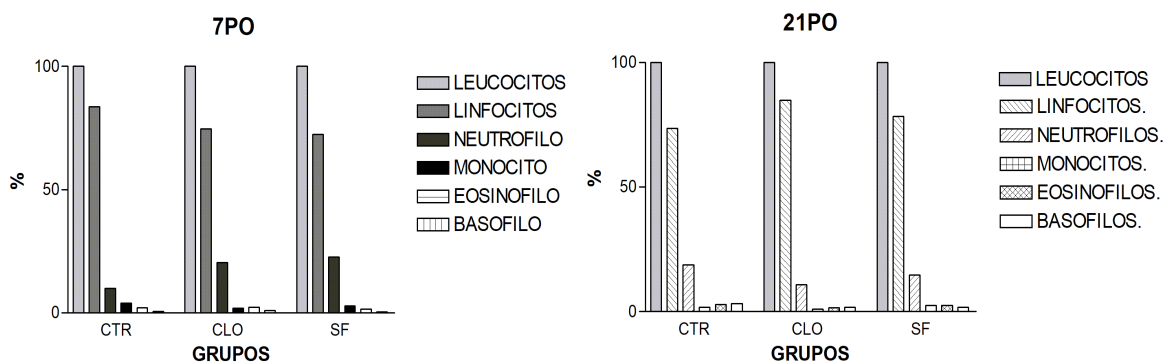 7PO
100
50
0
%
CTR
CLO
SF
GRUPOS
LEUCOCITOS
LINFOCITOS
NEUTROFILO
MONOCITO
EOSINOFILO
BASOFILO
21PO
100
50
0
%
CTR
CLO
SF
GRUPOS
LEUCOCITOS
LINFOCITOS.
NEUTROFILOS.
MONOCITOS.
EOSINOFILOS.
BASOFILOS.